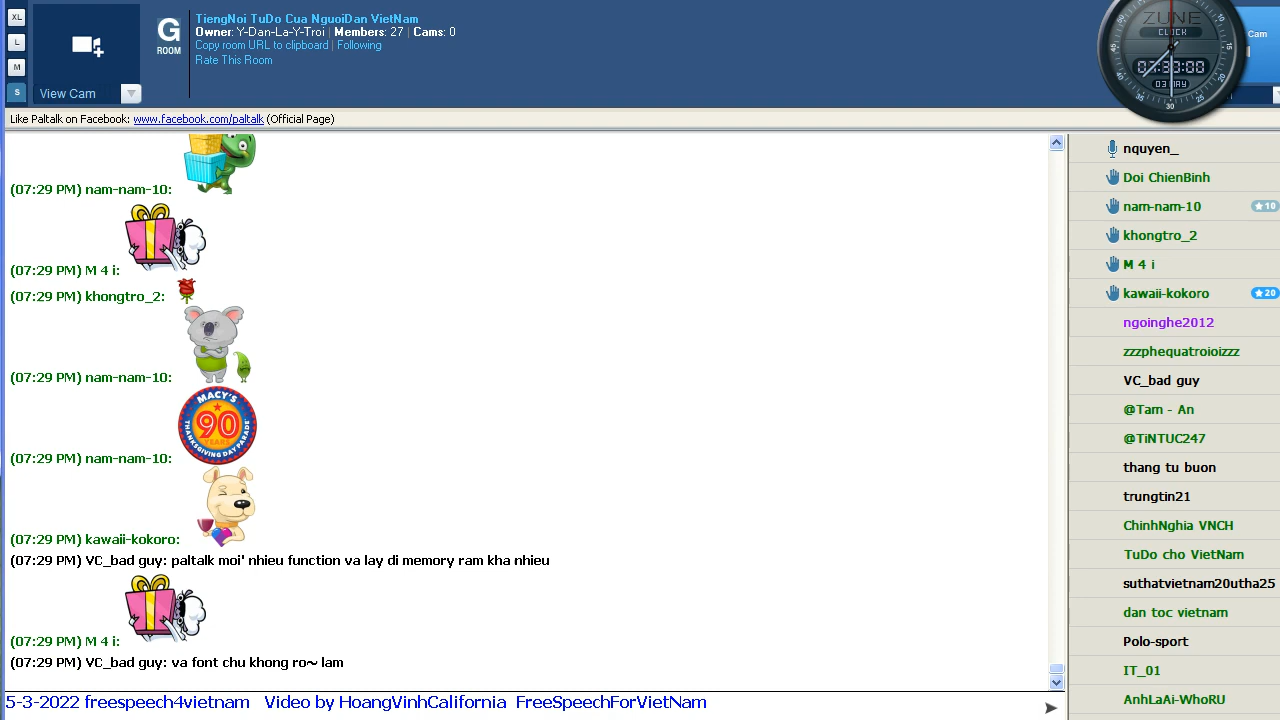 XL
L
M
S
View Cam
G
ROOM
TiengNoi TuDo Cua NguoiDan VietNam
Owner: Y-Dan-La-Y-Troi | Members: 27 | Cams: 0
Copy room URL to clipboard | Following
Rate This Room
ZUNE
CLOCK
07:30:00
03 MAY
30
Cam
Like Paltalk on Facebook: www.facebook.com/paltalk (Official Page)
(07:29 PM) nam-nam-10:
(07:29 PM) M 4 i:
(07:29 PM) khongtro_2:
(07:29 PM) nam-nam-10:
MACY'S
90
YEARS
THANKSGIVING DAY PARADE
(07:29 PM) nam-nam-10:
(07:29 PM) kawaii-kokoro:
(07:29 PM) VC_bad guy: paltalk moi' nhieu function va lay di memory ram kha nhieu
(07:29 PM) M 4 i:
(07:29 PM) VC_bad guy: va font chu khong ro~ lam
5-3-2022 freespeech4vietnam Video by HoangVinhCalifornia FreeSpeechForVietNam
nquyen_
Doi ChienBinh
nam-nam-10
10
khongtro_2
M 4 i
kawaii-kokoro
20
ngoinghe2012
zzzphequatroioizzz
VC_bad guy
@Tam - An
@TiNTUC247
thang tu buon
trungtin21
ChinhNghia VNCH
TuDo cho VietNam
suthatvietnam20utha25
dan toc vietnam
Polo-sport
IT_01
AnhLaAi-WhoRU